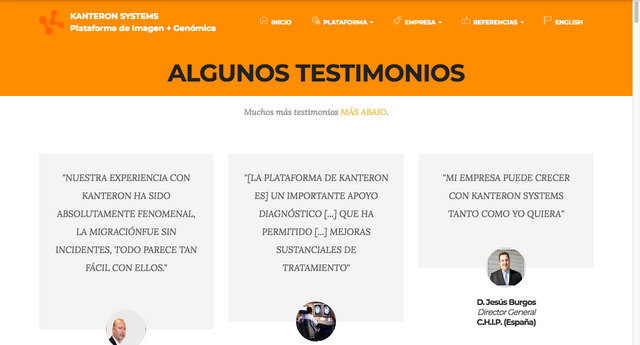 KANTERON SYSTEMS
Plataforma de Imagen + Genómica
INICIO
PLATAFORMA
EMPRESA
REFERENCIAS
ENGLISH
ALGUNOS TESTIMONIOS
Muchos más testimonios MÁS ABAJO.
"NUESTRA EXPERIENCIA CON
KANTERON HA SIDO
ABSOLUTAMENTE FENOMENAL,
LA MIGRACIÓNFUE SIN
INCIDENTES, TODO PARECE TAN
FÁCIL CON ELLOS."
"[LA PLATAFORMA DE KANTERON
ES] UN IMPORTANTE APOYO
DIAGNÓSTICO [...] QUE HA
PERMITIDO [...] MEJORAS
SUSTANCIALES DE
TRATAMIENTO"
"MI EMPRESA PUEDE CRECER
CON KANTERON SYSTEMS
TANTO COMO YO QUIERA"
D. Jesús Burgos
Director General
C.H.I.P. (España)